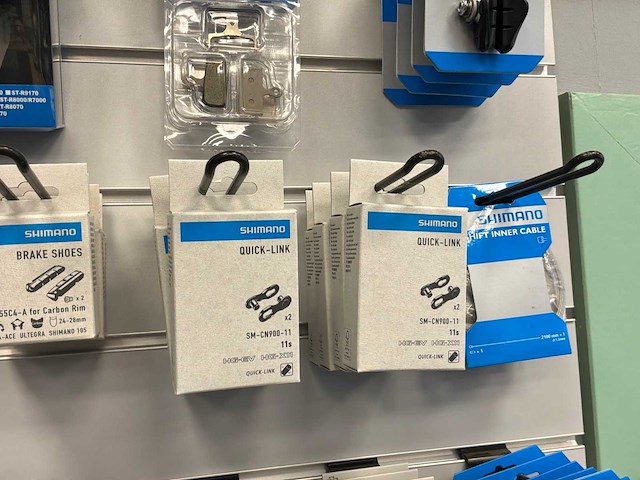 ST-R9170
ST-R8000/R7000
ST-R8070
SHIMANO
BRAKE SHOES
x 2
55C4-A for Carbon Rim
24-28mm
-ACE ULTEGRA SHIMANO 105
SHIMANO
QUICK-LINK
x2
SM-CN900-11
11s
HG-EV HG-X11
QUICK-LINK
SHIMANO
QUICK-LINK
x2
SM-CN900-11
11s
HG-EV HG-X11
QUICK-LINK
SHIMANO
SHIFT INNER CABLE